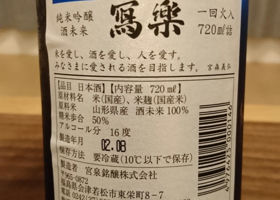 純米吟醸
酒未来
寫樂
一回火入
720㎖詰
米を愛し、酒を愛し、人を愛す。
みなさまに愛される酒を目指します。
宮森義弘
【品目 日本酒】【内容量 720㎖】
原材料名 米(国産)、米麹(国産米)
原料米 山形県産 酒未来 100%
精米歩合 50%
アルコール分 16度
製造年月 02.08
保存方法 要冷蔵(10℃以下で保存)
製造者 宮泉銘醸株式会社
〒965-0872
福島県会津若松市東栄町8-7